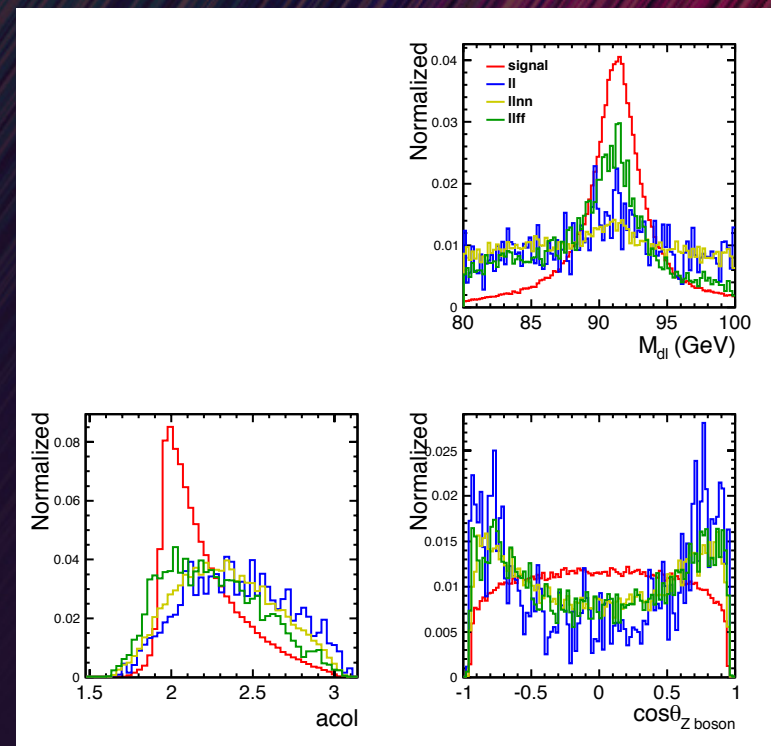 Normalized
0.04
0.03
0.02
0.01
0
signal
ll
llnn
llff
80 85 90 95 100
M_dl (GeV)
Normalized
0.08
0.06
0.04
0.02
0
1.5 2 2.5 3
acol
Normalized
0.025
0.02
0.015
0.01
0.005
0
-1 -0.5 0 0.5 1
cosθ_Z boson